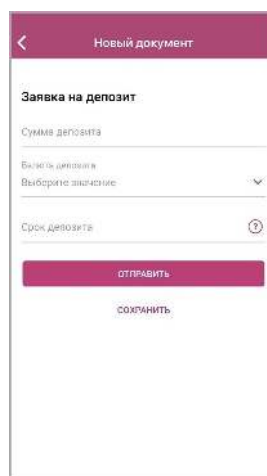 Новый документ
Заявка на депозит
Сумма депозита
Валюта депозита
Выберите значение
Срок депозита
ОТПРАВИТЬ
СОХРАНИТЬ